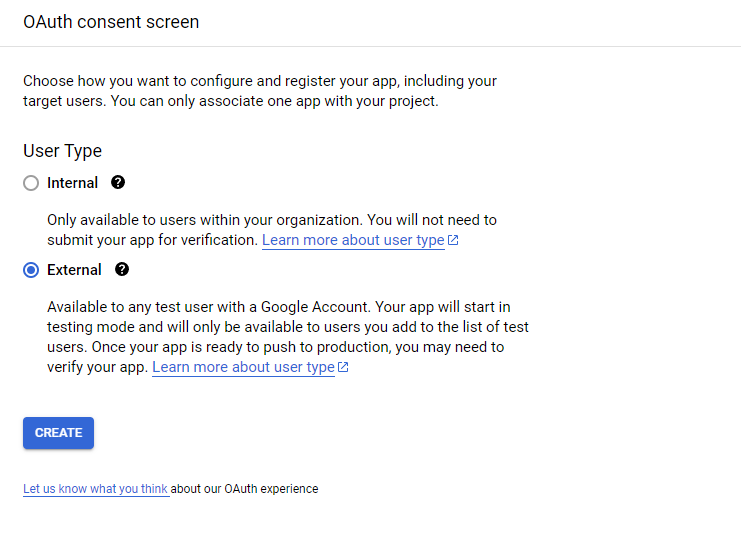 OAuth consent screen
Choose how you want to configure and register your app, including your
target users. You can only associate one app with your project.
User Type
Internal ?
Only available to users within your organization. You will not need to
submit your app for verification. Learn more about user type
External ?
Available to any test user with a Google Account. Your app will start in
testing mode and will only be available to users you add to the list of test
users. Once your app is ready to push to production, you may need to
verify your app. Learn more about user type
CREATE
Let us know what you think about our OAuth experience